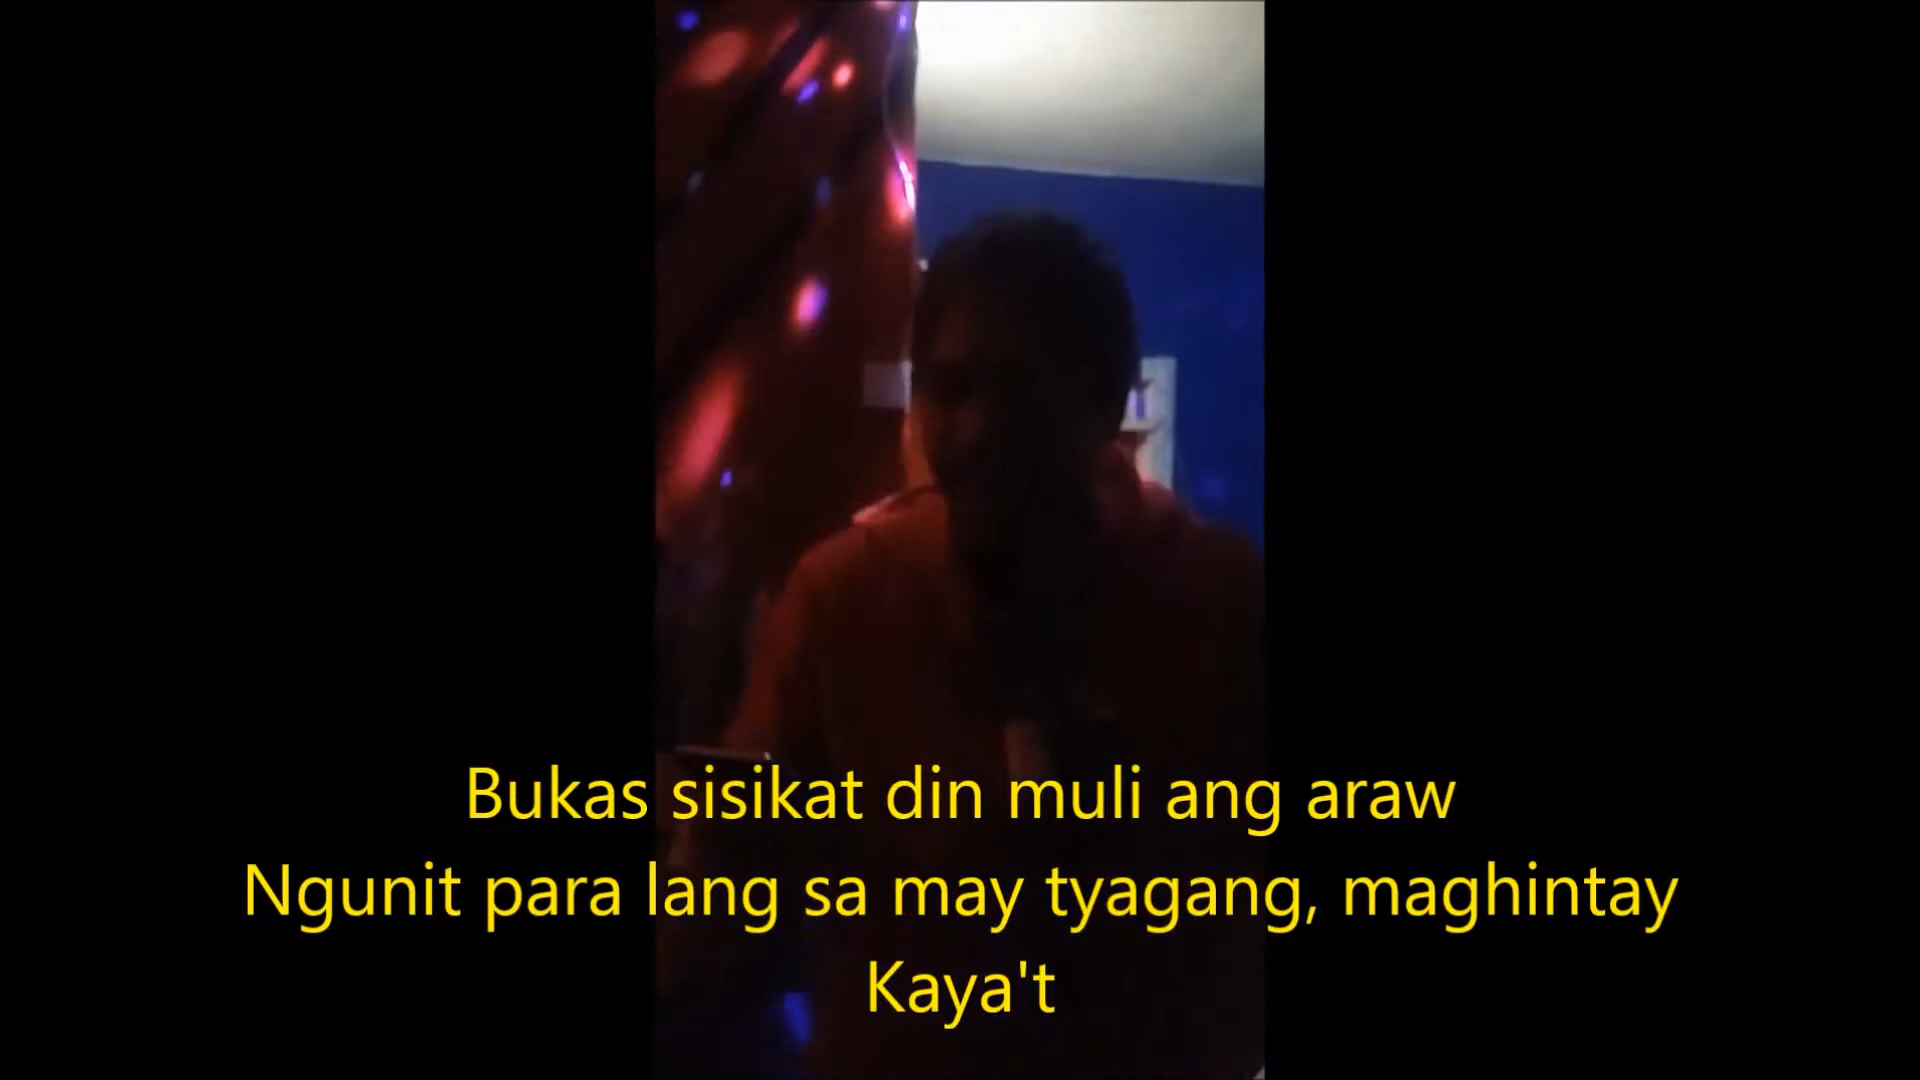 Bukas sisikat din muli ang araw
Ngunit para lang sa may tyagang, maghintay
Kaya't